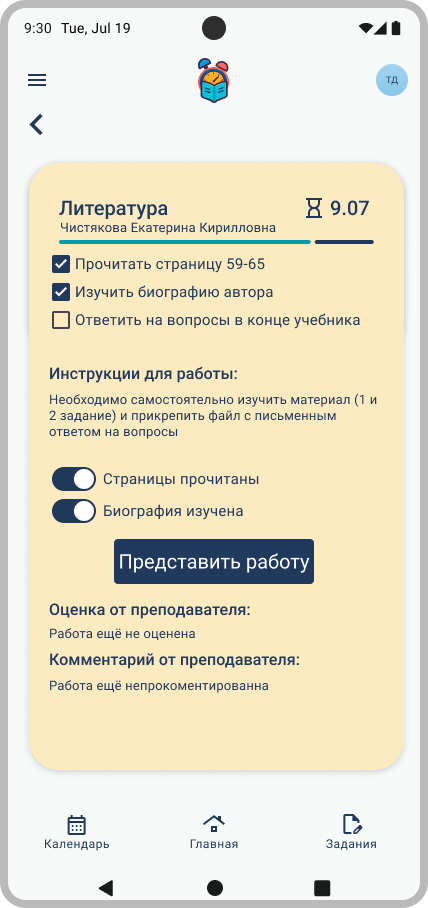 9:30 Tue, Jul 19
тд
Литература
9.07
Чистякова Екатерина Кирилловна
Прочитать страницу 59-65
Изучить биографию автора
Ответить на вопросы в конце учебника
Инструкции для работы:
Необходимо самостоятельно изучить материал (1 и
2 задание) и прикрепить файл с письменным
ответом на вопросы
Страницы прочитаны
Биография изучена
Представить работу
Оценка от преподавателя:
Работа ещё не оценена
Комментарий от преподавателя:
Работа ещё непрокоментированна
Календарь
Главная
Задания